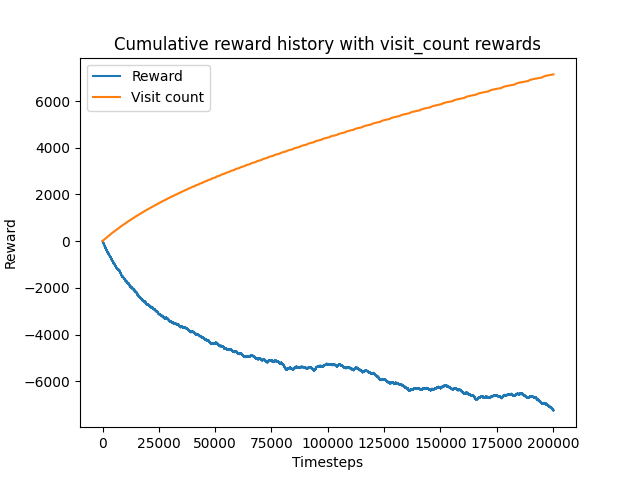 Cumulative reward history with visit_count rewards
Reward
Visit count
6000
4000
2000
0
−2000
−4000
−6000
Reward
0 25000 50000 75000 100000 125000 150000 175000 200000
Timesteps